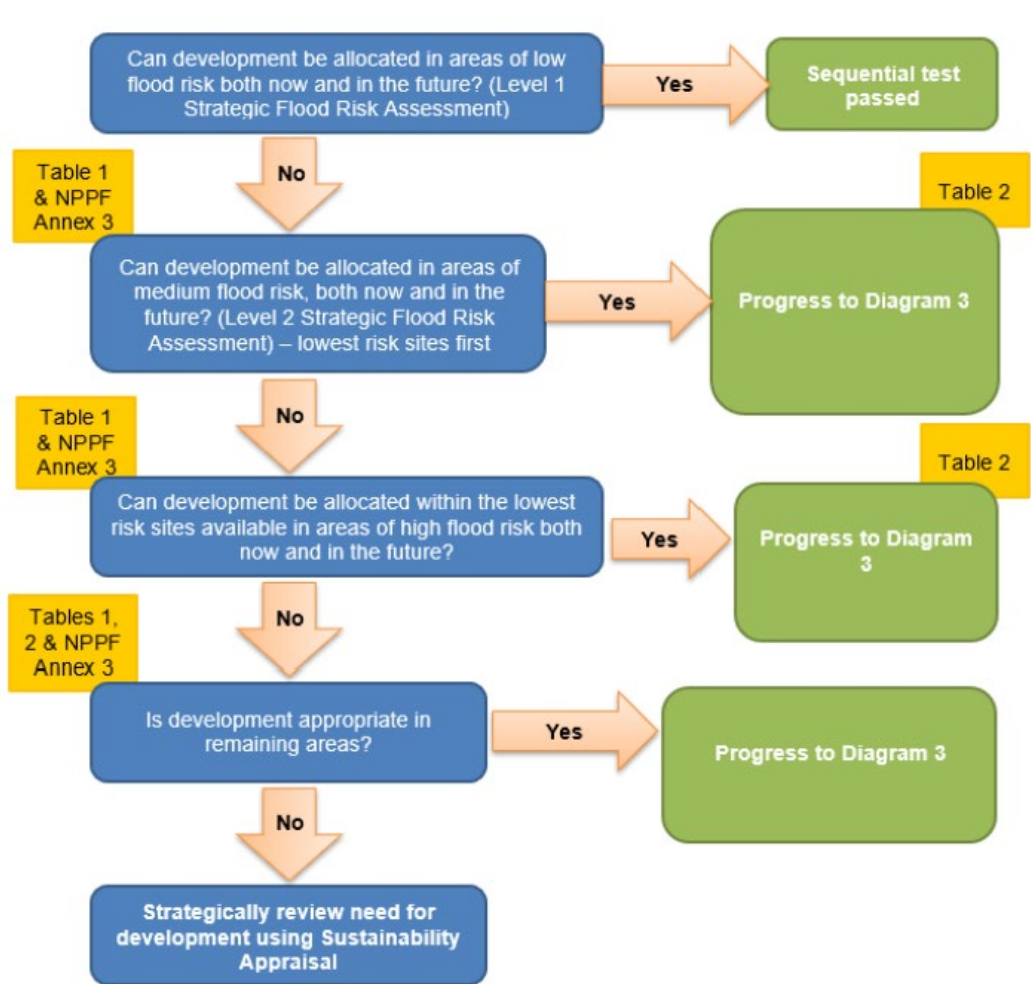 Can development be allocated in areas of low
flood risk both now and in the future? (Level 1
Strategic Flood Risk Assessment)
Yes
Sequential test
passed
No
Table 1
& NPPF
Annex 3
Table 2
Can development be allocated in areas of
medium flood risk, both now and in the
future? (Level 2 Strategic Flood Risk
Assessment) – lowest risk sites first
Yes
Progress to Diagram 3
No
Table 1
& NPPF
Annex 3
Table 2
Can development be allocated within the lowest
risk sites available in areas of high flood risk both
now and in the future?
Yes
Progress to Diagram
3
No
Tables 1,
2 & NPPF
Annex 3
Is development appropriate in
remaining areas?
Yes
Progress to Diagram 3
No
Strategically review need for
development using Sustainability
Appraisal